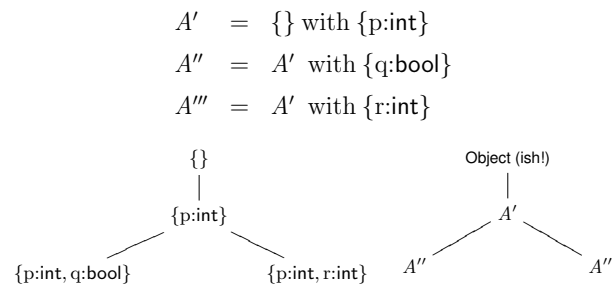 A′ = {} with {p:int}
A″ = A′ with {q:bool}
A‴ = A′ with {r:int}
{} Object (ish!)
{p:int} A′
{p:int, q:bool} {p:int, r:int} A″ A″